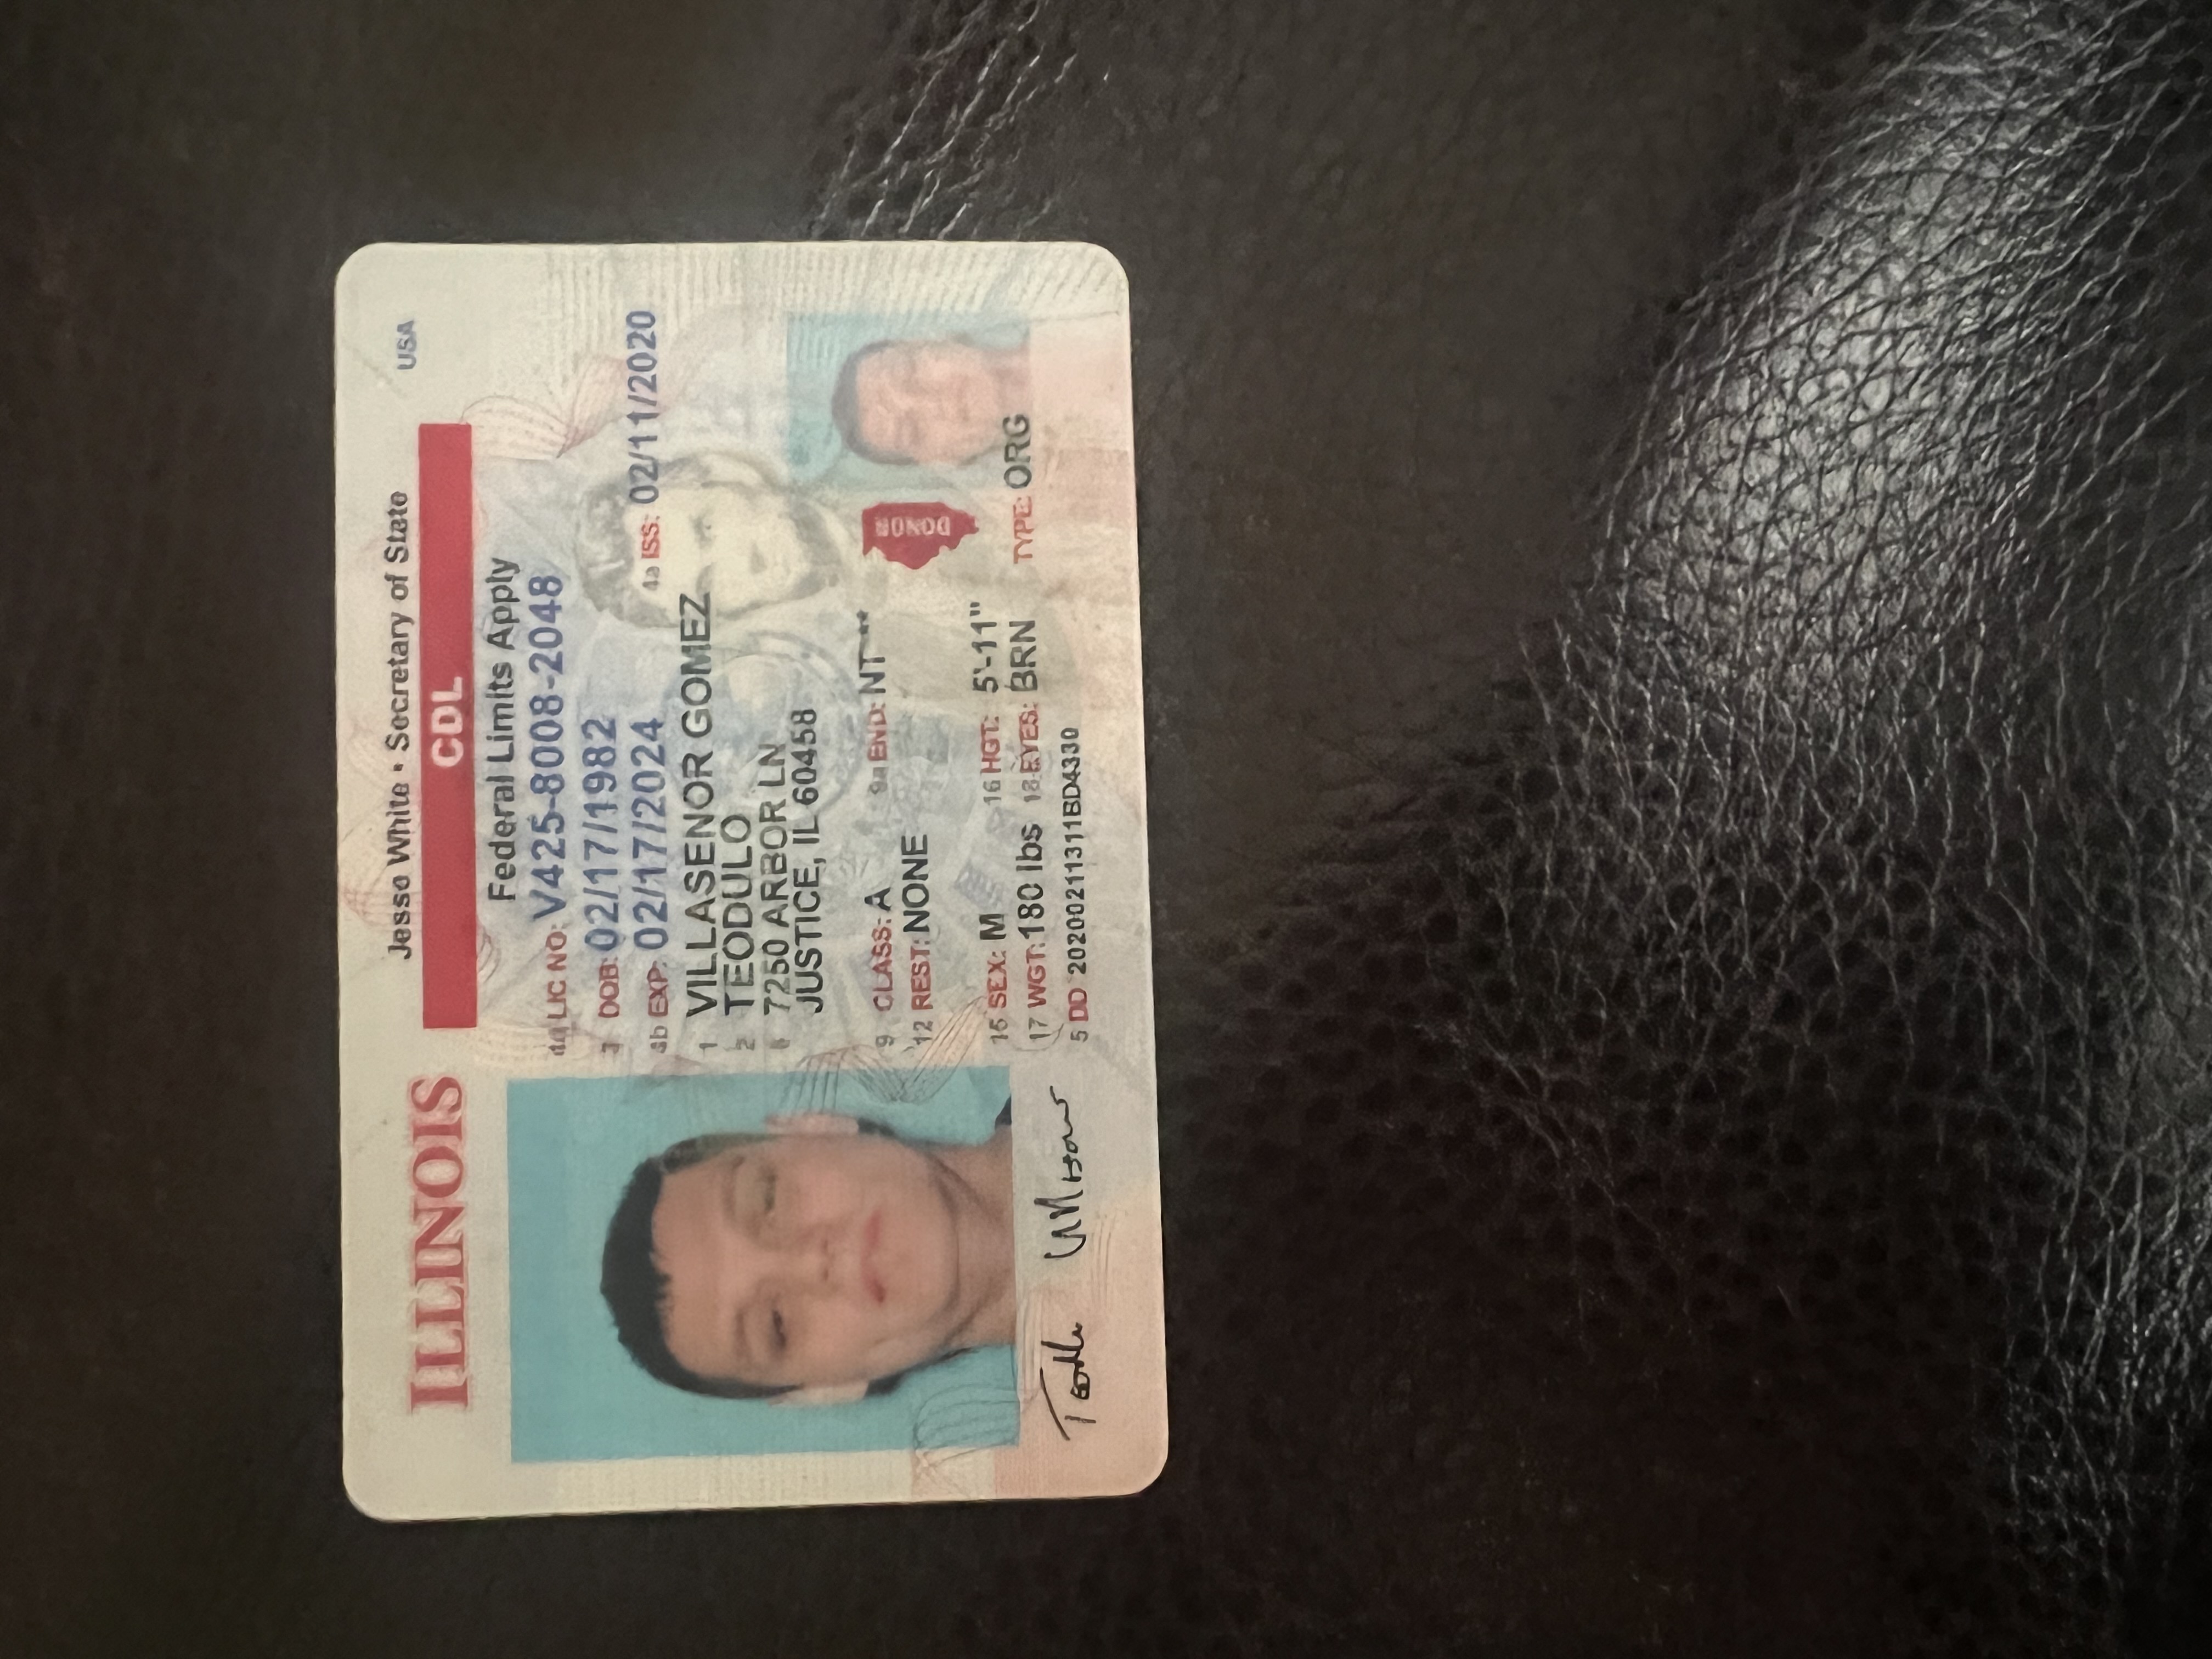 ILLINOIS
Jesse White • Secretary of State
USA
CDL
Federal Limits Apply
4d LIC NO: V425-8008-2048
3 DOB: 02/17/1982
4b EXP: 02/17/2024
4a ISS: 02/11/2020
1 VILLASENOR GOMEZ
2 TEODULO
8 7250 ARBOR LN
JUSTICE, IL 60458
9 CLASS: A
9a END: NT **
12 REST: NONE
DONOR
15 SEX: M
16 HGT: 5'-11"
17 WGT: 180 lbs
18 EYES: BRN
TYPE: ORG
5 DD 20200211311BD4330